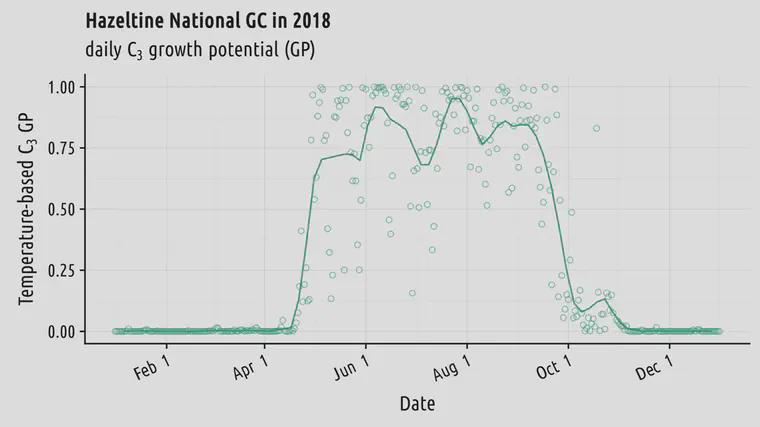 Hazeltine National GC in 2018
daily C₃ growth potential (GP)
Temperature-based C₃ GP
1.00
0.75
0.50
0.25
0.00
Feb 1
Apr 1
Jun 1
Aug 1
Oct 1
Dec 1
Date